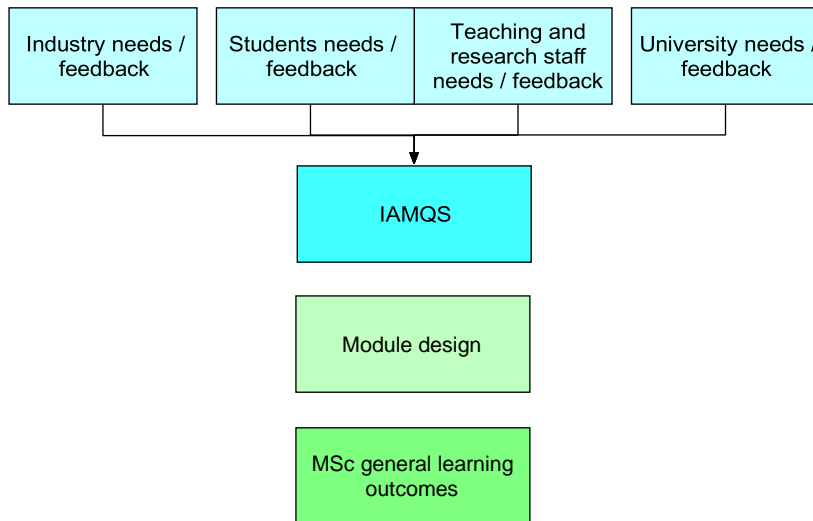 Industry needs /
feedback
Students needs /
feedback
Teaching and
research staff
needs / feedback
University needs /
feedback
IAMQS
Module design
MSc general learning
outcomes